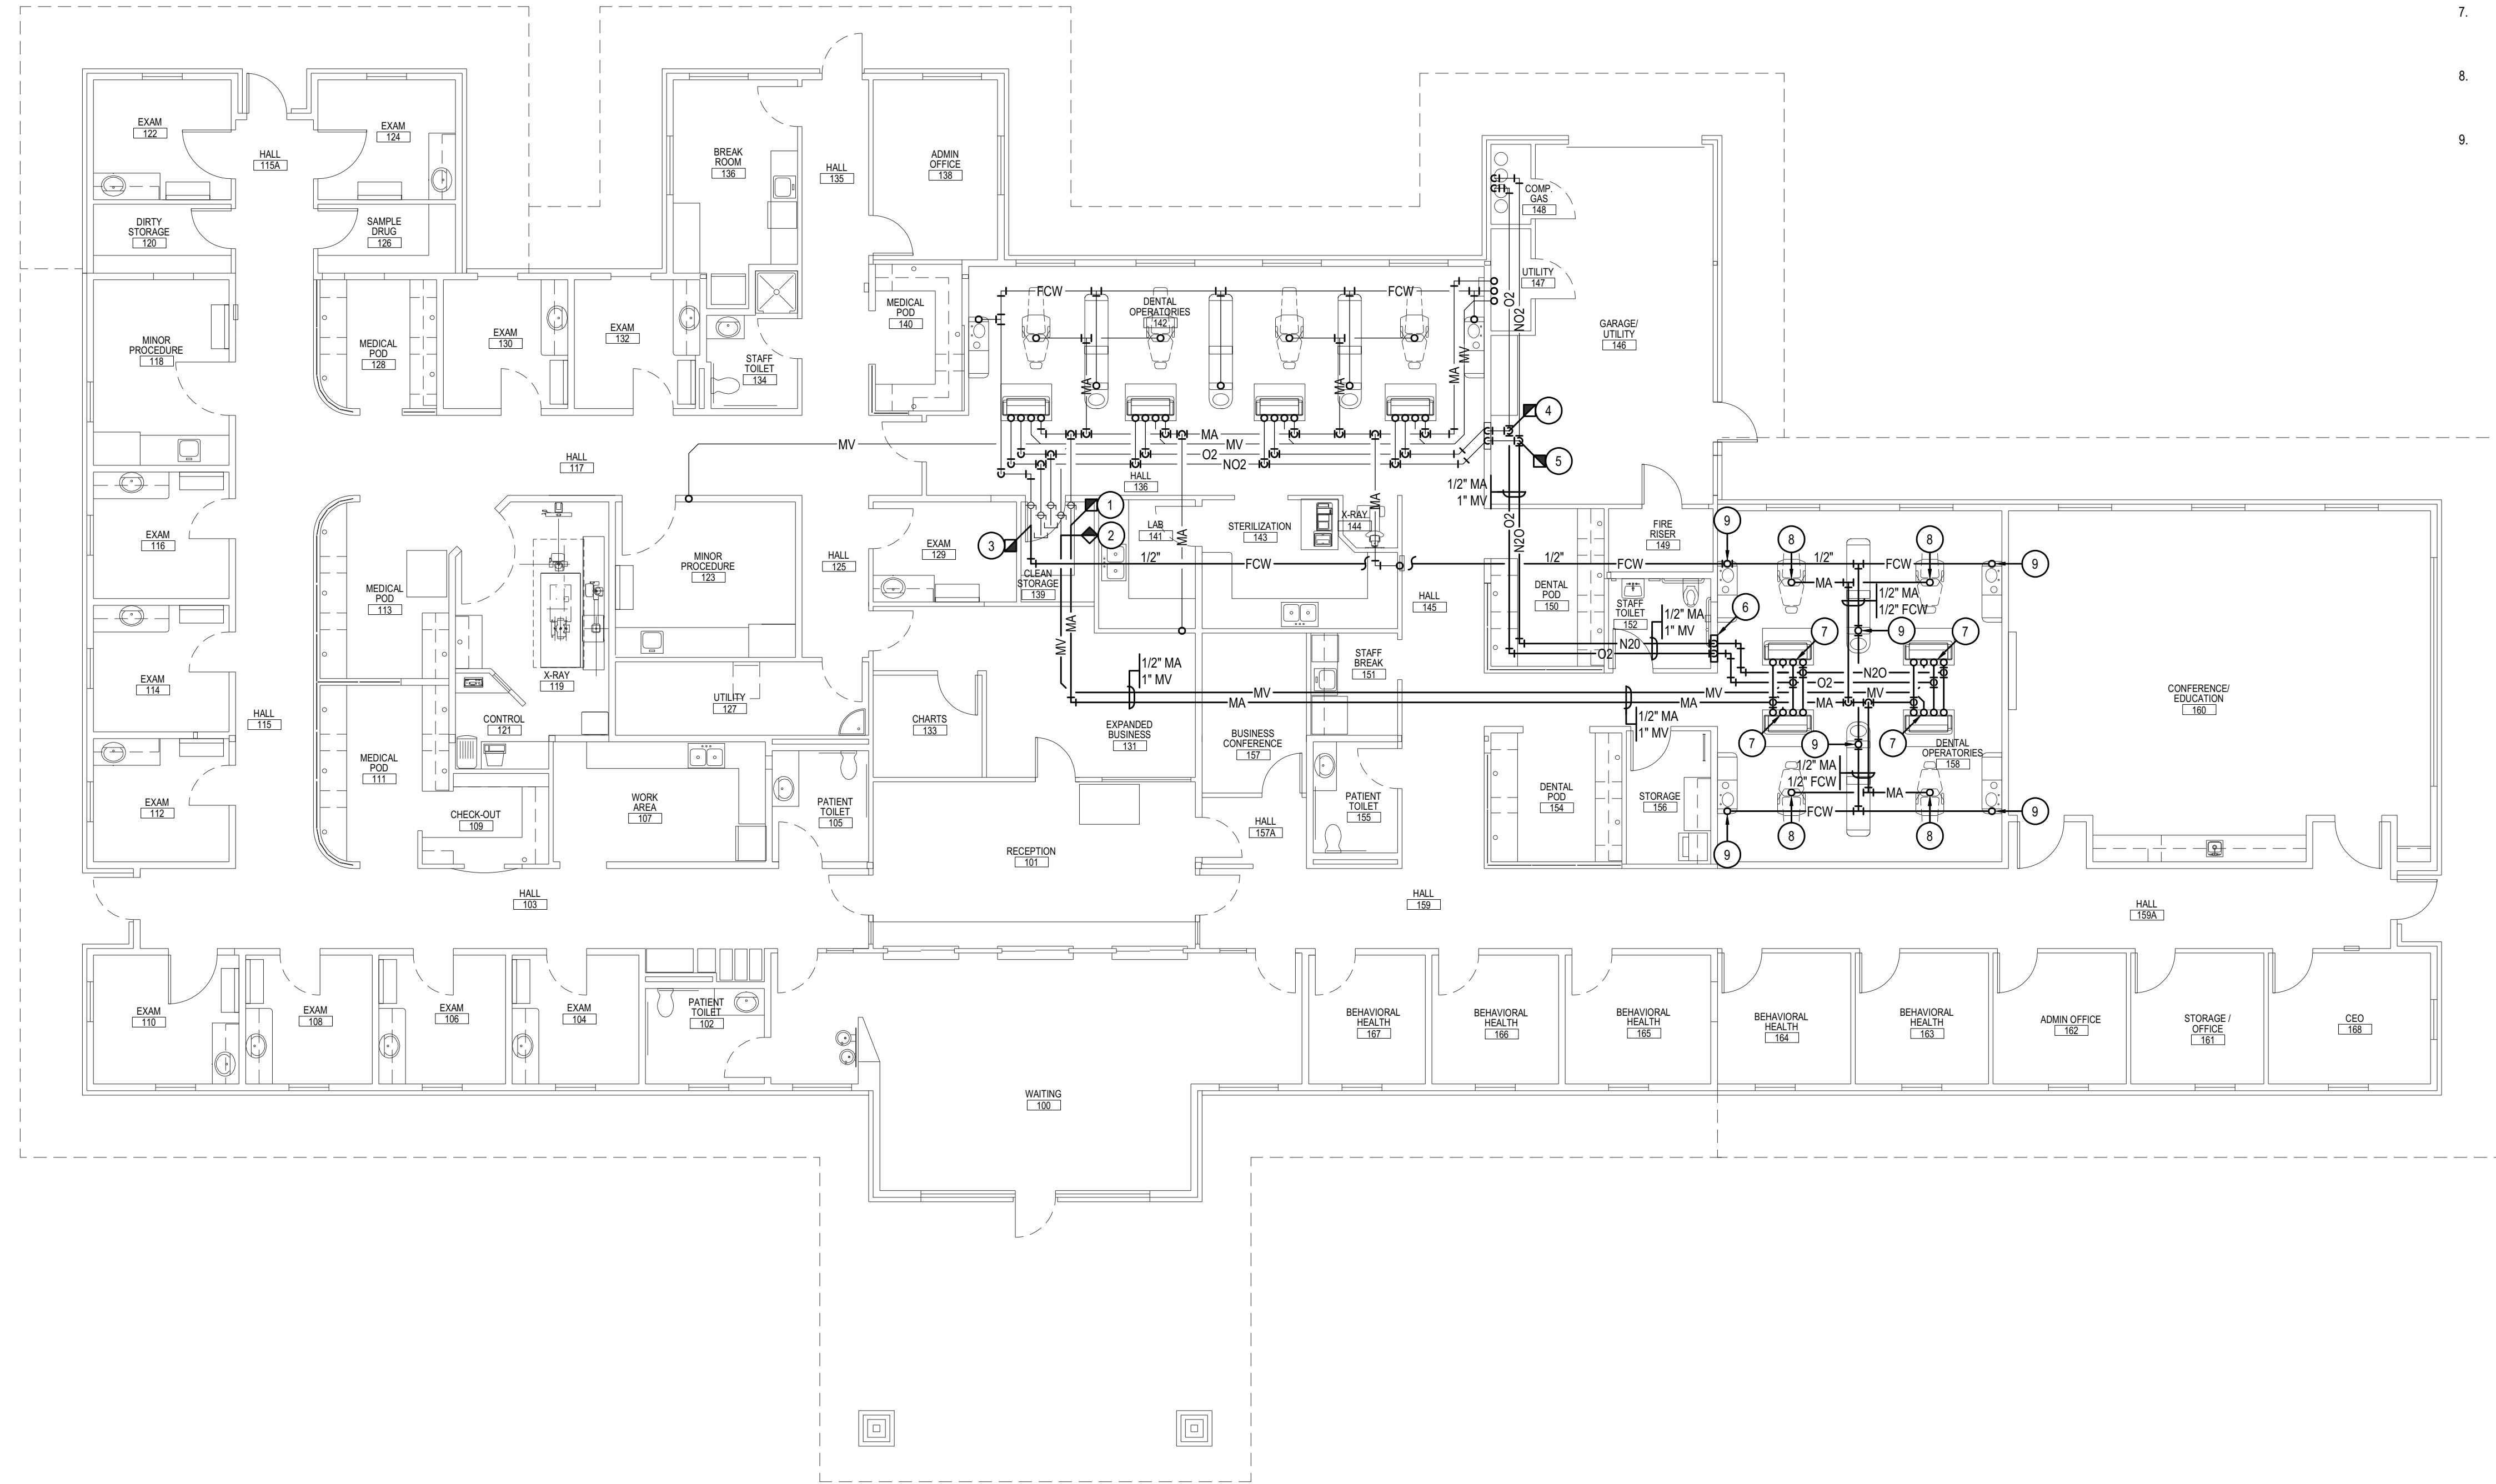 7.
8.
9.
EXAM
122
EXAM
124
HALL
115A
DIRTY
STORAGE
120
SAMPLE
DRUG
126
BREAK
ROOM
136
HALL
135
ADMIN
OFFICE
138
COMP.
GAS
148
UTILITY
147
GARAGE/
UTILITY
146
MINOR
PROCEDURE
118
MEDICAL
POD
128
EXAM
130
EXAM
132
STAFF
TOILET
134
MEDICAL
POD
140
FCW
DENTAL
OPERATORIES
142
FCW
O2
NO2
MA
MA
MA
MV
4
5
MV
MA
MV
O2
NO2
HALL
117
HALL
136
1/2" MA
1" MV
1
2
3
LAB
141
MA
STERILIZATION
143
MA
X-RAY
144
O2
N2O
FIRE
RISER
149
9
8
8
EXAM
116
MINOR
PROCEDURE
123
HALL
125
EXAM
129
CLEAN
STORAGE
139
1/2"
FCW
1/2"
FCW
1/2"
FCW
9
MEDICAL
POD
113
HALL
145
DENTAL
POD
150
STAFF
TOILET
152
MA
1/2" MA
1/2" FCW
1/2" MA
1" MV
6
7
9
7
MV
MA
N20
O2
EXAM
114
X-RAY
119
UTILITY
127
1/2" MA
1" MV
STAFF
BREAK
151
N2O
O2
MV
MA
MV
MA
MV
MA
CONFERENCE/
EDUCATION
160
HALL
115
CONTROL
121
CHARTS
133
EXPANDED
BUSINESS
131
BUSINESS
CONFERENCE
157
1/2" MA
1" MV
7
9
7
DENTAL
OPERATORIES
158
1/2" MA
1/2" FCW
MEDICAL
POD
111
EXAM
112
WORK
AREA
107
PATIENT
TOILET
105
CHECK-OUT
109
PATIENT
TOILET
155
DENTAL
POD
154
STORAGE
156
MA
FCW
9
HALL
157A
8
8
9
RECEPTION
101
HALL
103
HALL
159
HALL
159A
EXAM
110
EXAM
108
EXAM
106
EXAM
104
PATIENT
TOILET
102
BEHAVIORAL
HEALTH
167
BEHAVIORAL
HEALTH
166
BEHAVIORAL
HEALTH
165
BEHAVIORAL
HEALTH
164
BEHAVIORAL
HEALTH
163
ADMIN OFFICE
162
STORAGE /
OFFICE
161
CEO
168
WAITING
100